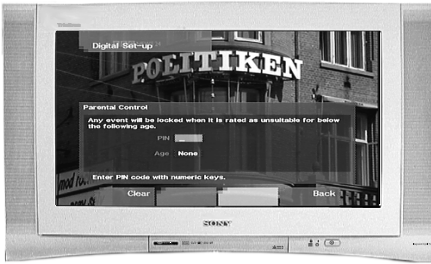 Digital Set-up
POLITIKEN
Parental Control
Any event will be locked when it is rated as unsuitable for below
the following age.
PIN
Age None
Enter PIN code with numeric keys.
Clear Back
SONY